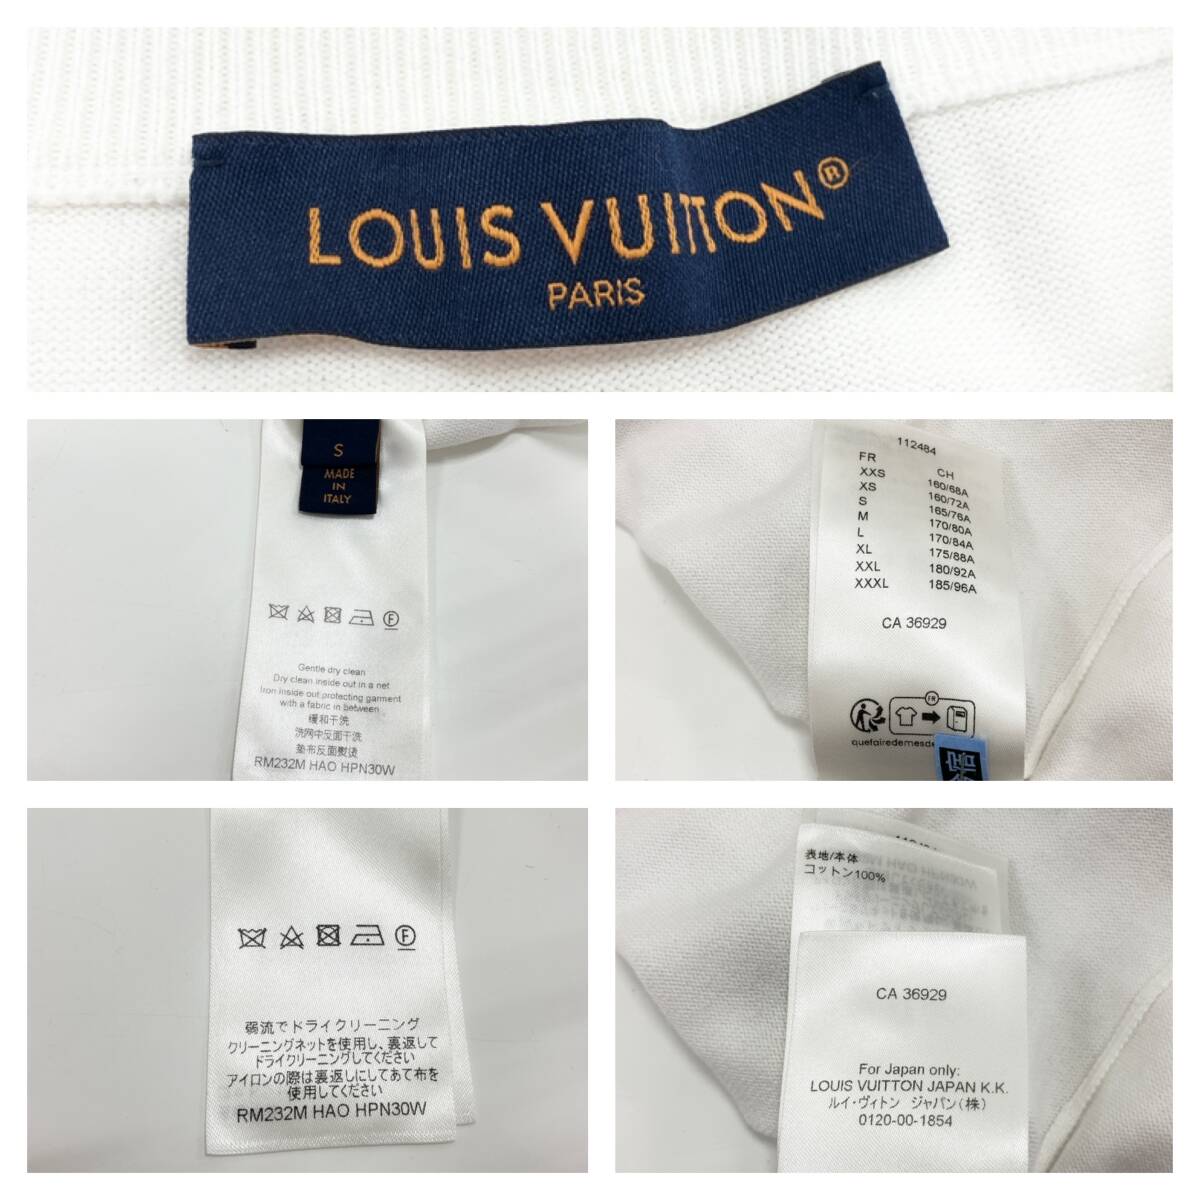 LOUIS VUITTON®
PARIS
S
MADE
IN
ITALY
F
Gentle dry clean
Dry clean inside out in a net
Iron inside out protecting garment
with a fabric in between
缓和干洗
洗网中反面干洗
垫布反面熨烫
RM232M HAO HPN30W
112484
FR CH
XXS 160/68A
XS 160/72A
S 165/76A
M 170/80A
L 170/84A
XL 175/88A
XXL 180/92A
XXXL 185/96A
CA 36929
FR
F
弱流でドライクリーニング
クリーニングネットを使用し、裏返して
ドライクリーニングしてください
アイロンの際は裏返しにしてあて布を
使用してください
RM232M HAO HPN30W
表地/本体
コットン100%
CA 36929
For Japan only:
LOUIS VUITTON JAPAN K.K.
ルイ・ヴィトン ジャパン(株)
0120-00-1854